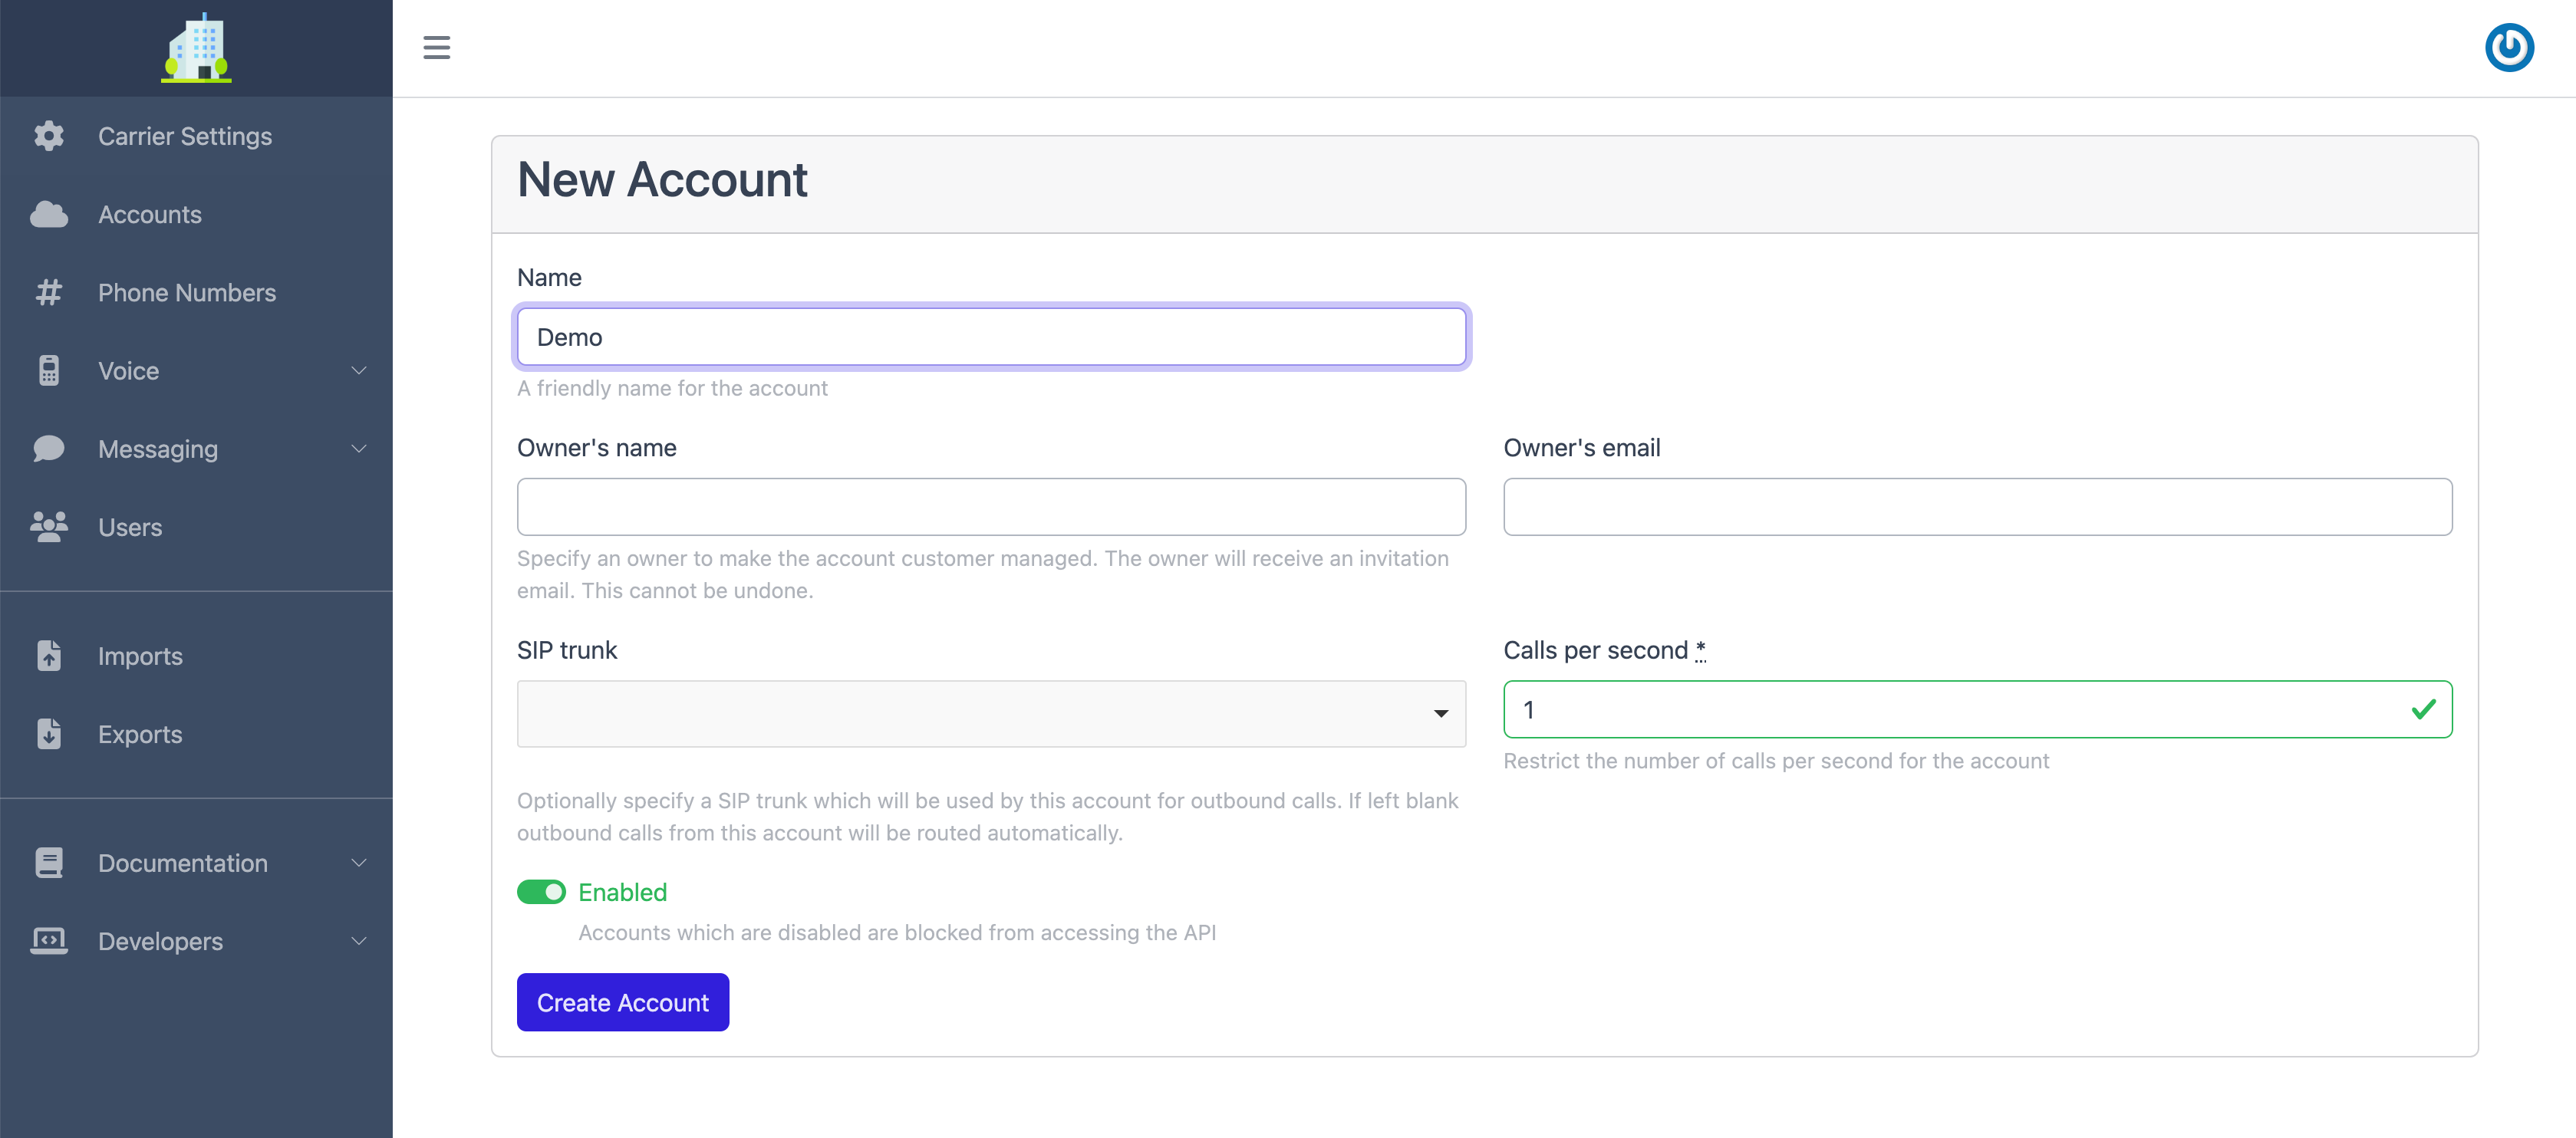 Carrier Settings
Accounts
Phone Numbers
Voice
Messaging
Users
Imports
Exports
Documentation
Developers
New Account
Name
Demo
A friendly name for the account
Owner's name
Owner's email
Specify an owner to make the account customer managed. The owner will receive an invitation
email. This cannot be undone.
SIP trunk
Calls per second *
1
Restrict the number of calls per second for the account
Optionally specify a SIP trunk which will be used by this account for outbound calls. If left blank
outbound calls from this account will be routed automatically.
Enabled
Accounts which are disabled are blocked from accessing the API
Create Account